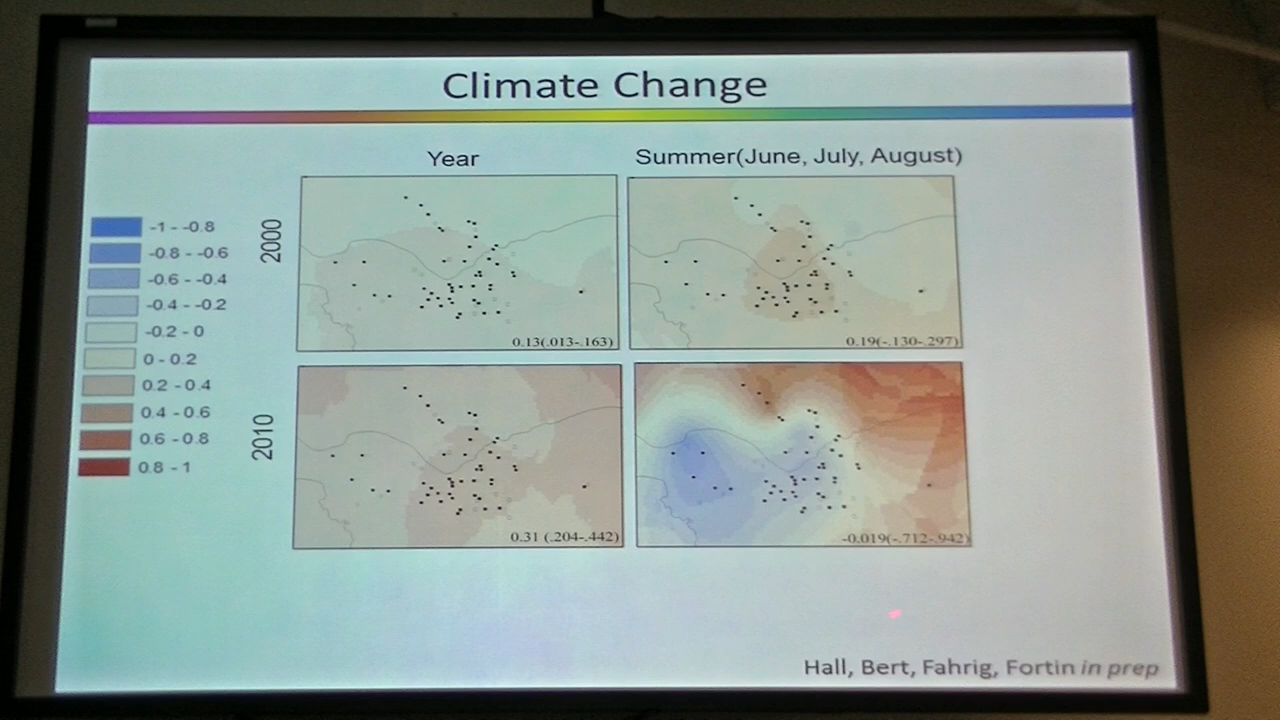 Climate Change
Year
Summer(June, July, August)
-1 - -0.8
-0.8 - -0.6
-0.6 - -0.4
-0.4 - -0.2
-0.2 - 0
0 - 0.2
0.2 - 0.4
0.4 - 0.6
0.6 - 0.8
0.8 - 1
2000
0.13(.013-.163)
0.19(-.130-.297)
2010
0.31 (.204-.442)
-0.019(-.712-.942)
Hall, Bert, Fahrig, Fortin in prep